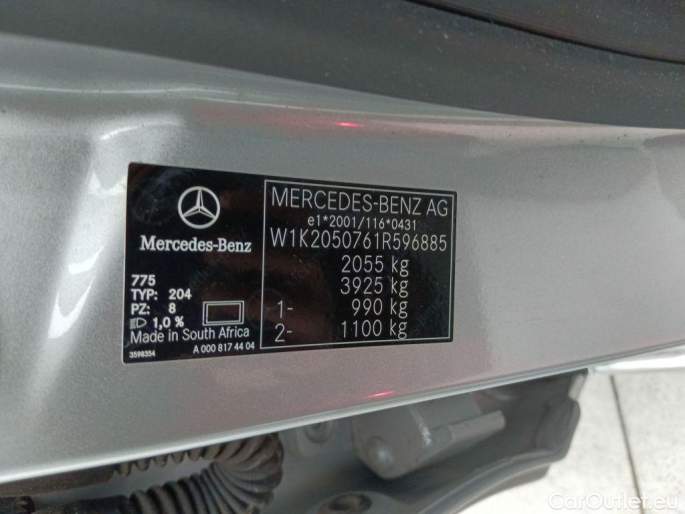 Mercedes-Benz
775
TYP: 204
PZ: 8
1,0 %
Made in South Africa
3598354
A 000 817 44 04
MERCEDES-BENZ AG
e1*2001/116*0431
W1K2050761R596885
2055 kg
3925 kg
1- 990 kg
2- 1100 kg
CarOutlet.eu